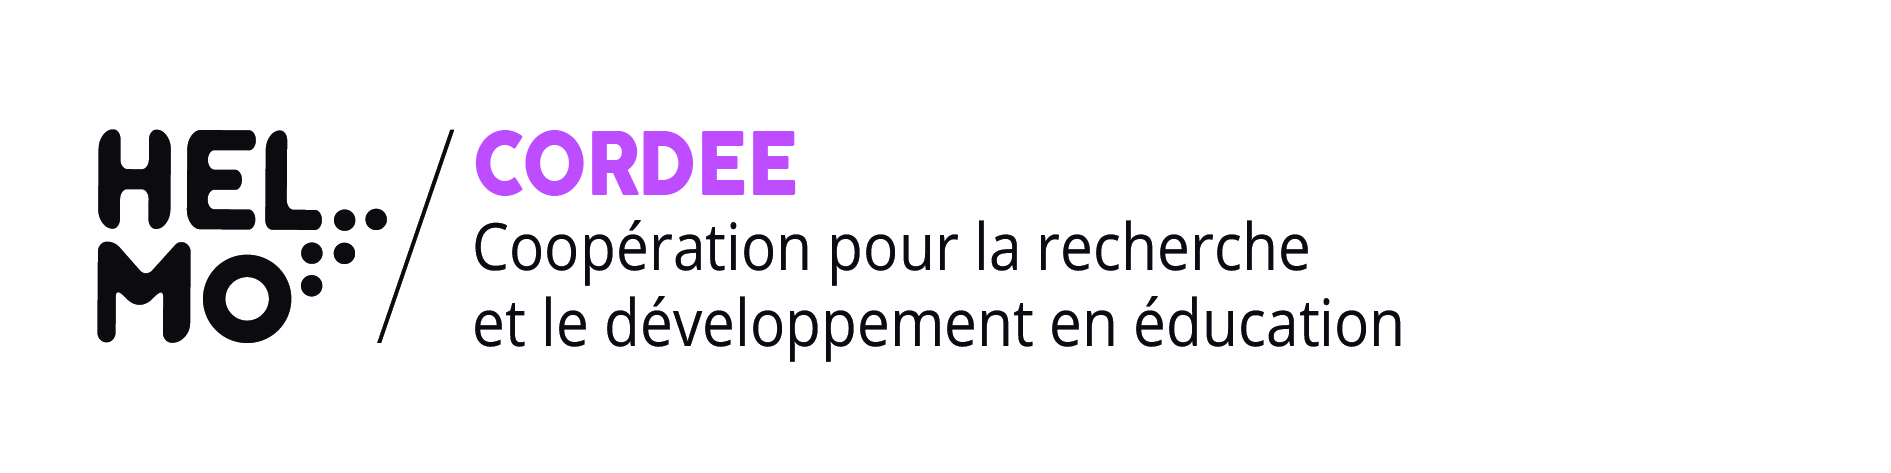 HEL
MO
CORDEE
Coopération pour la recherche
et le développement en éducation